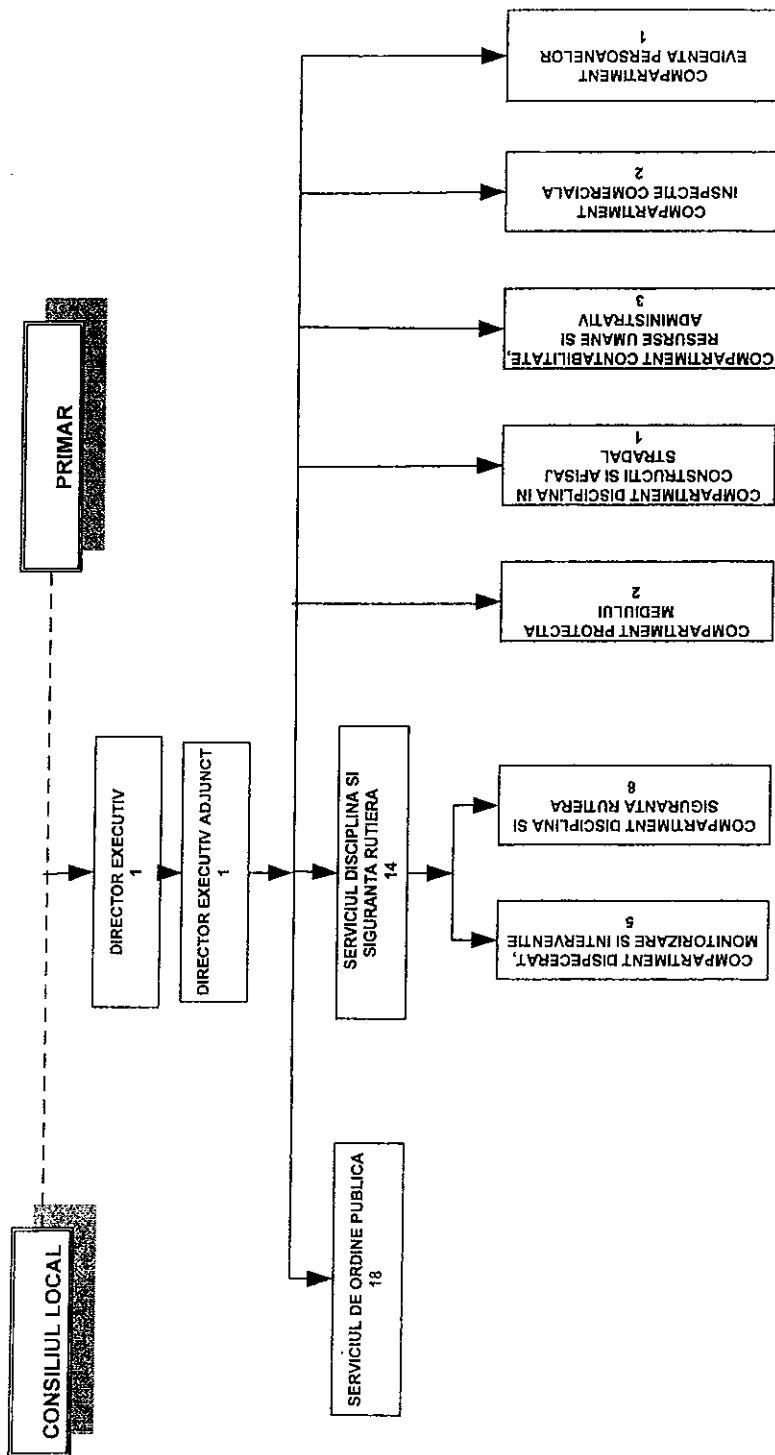 CONSILIUL LOCAL
PRIMAR
DIRECTOR EXECUTIV
1
DIRECTOR EXECUTIV ADJUNCT
1
SERVICIUL DE ORDINE PUBLICA
18
SERVICIUL DISCIPLINA SI
SIGURANTA RUTIERA
14
COMPARTIMENT DISPECERAT,
MONITORIZARE SI INTERVENTIE
5
COMPARTIMENT DISCIPLINA SI
SIGURANTA RUTIERA
8
COMPARTIMENT PROTECTIA
MEDIULUI
2
COMPARTIMENT DISCIPLINA IN
CONSTRUCTII SI AFISAJ
STRADAL
1
COMPARTIMENT CONTABILITATE,
RESURSE UMANE SI
ADMINISTRATIV
3
COMPARTIMENT
INSPECTIE COMERCIALA
2
COMPARTIMENT
EVIDENTA PERSOANELOR
1